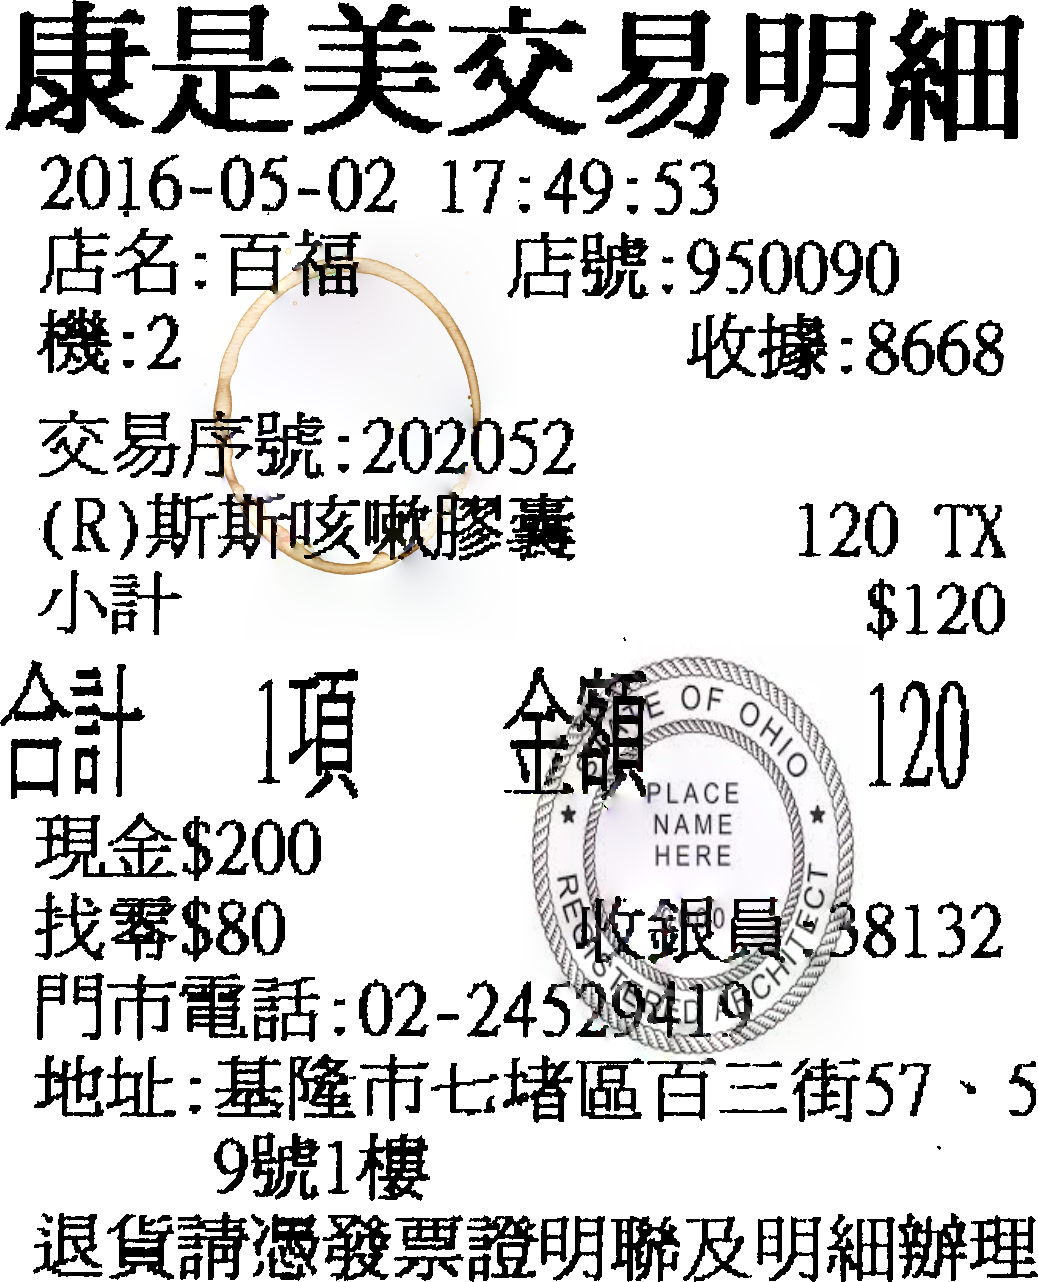 康是美交易明細
2016-05-02 17:49:53
店名:百福 店號:950090
機:2 收據:8668
交易序號:202052
(R)斯斯咳嗽膠囊 120 TX
小計 $120
合計 1項 金額 120
STATE OF OHIO
PLACE
NAME
HERE
REGISTERED ARCHITECT
現金$200
找零$80 收銀員:38132
門市電話:02-24529419
地址:基隆市七堵區百三街57、5
9號1樓
退貨請憑發票證明聯及明細辦理